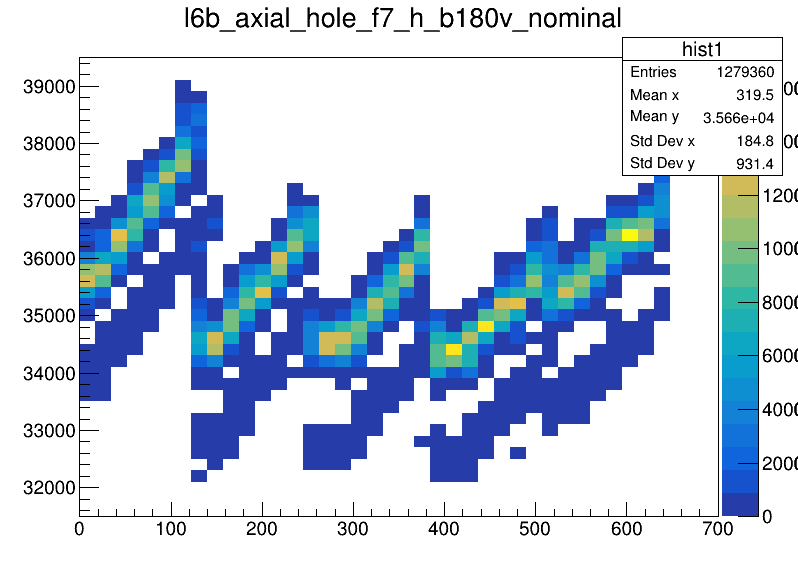 l6b_axial_hole_f7_h_b180v_nominal
hist1
Entries 1279360
Mean x 319.5
Mean y 3.566e+04
Std Dev x 184.8
Std Dev y 931.4
39000
38000
37000
36000
35000
34000
33000
32000
0 100 200 300 400 500 600 700
1200
1000
8000
6000
4000
2000
0